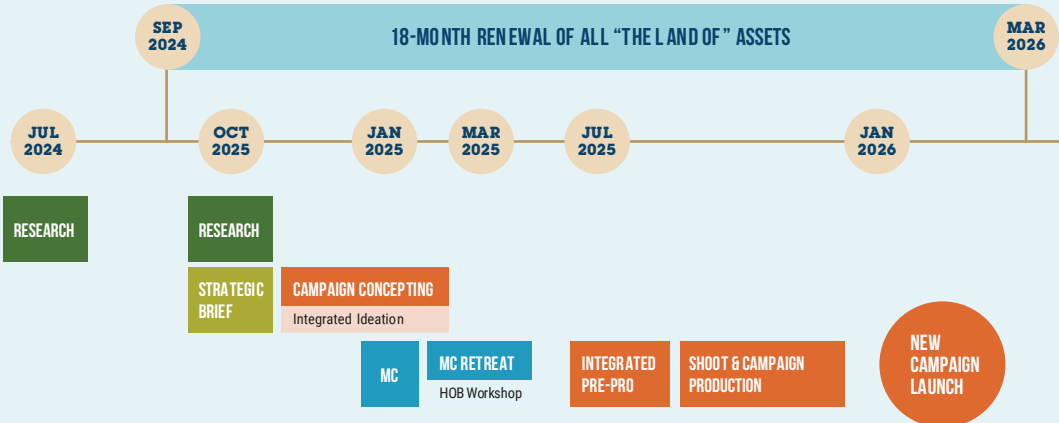 SEP
2024
18-MONTH RENEWAL OF ALL “THE LAND OF” ASSETS
MAR
2026
JUL
2024
OCT
2025
JAN
2025
MAR
2025
JUL
2025
JAN
2026
RESEARCH
RESEARCH
STRATEGIC
BRIEF
CAMPAIGN CONCEPTING
Integrated Ideation
MC
MC RETREAT
HOB Workshop
INTEGRATED
PRE-PRO
SHOOT & CAMPAIGN
PRODUCTION
NEW
CAMPAIGN
LAUNCH